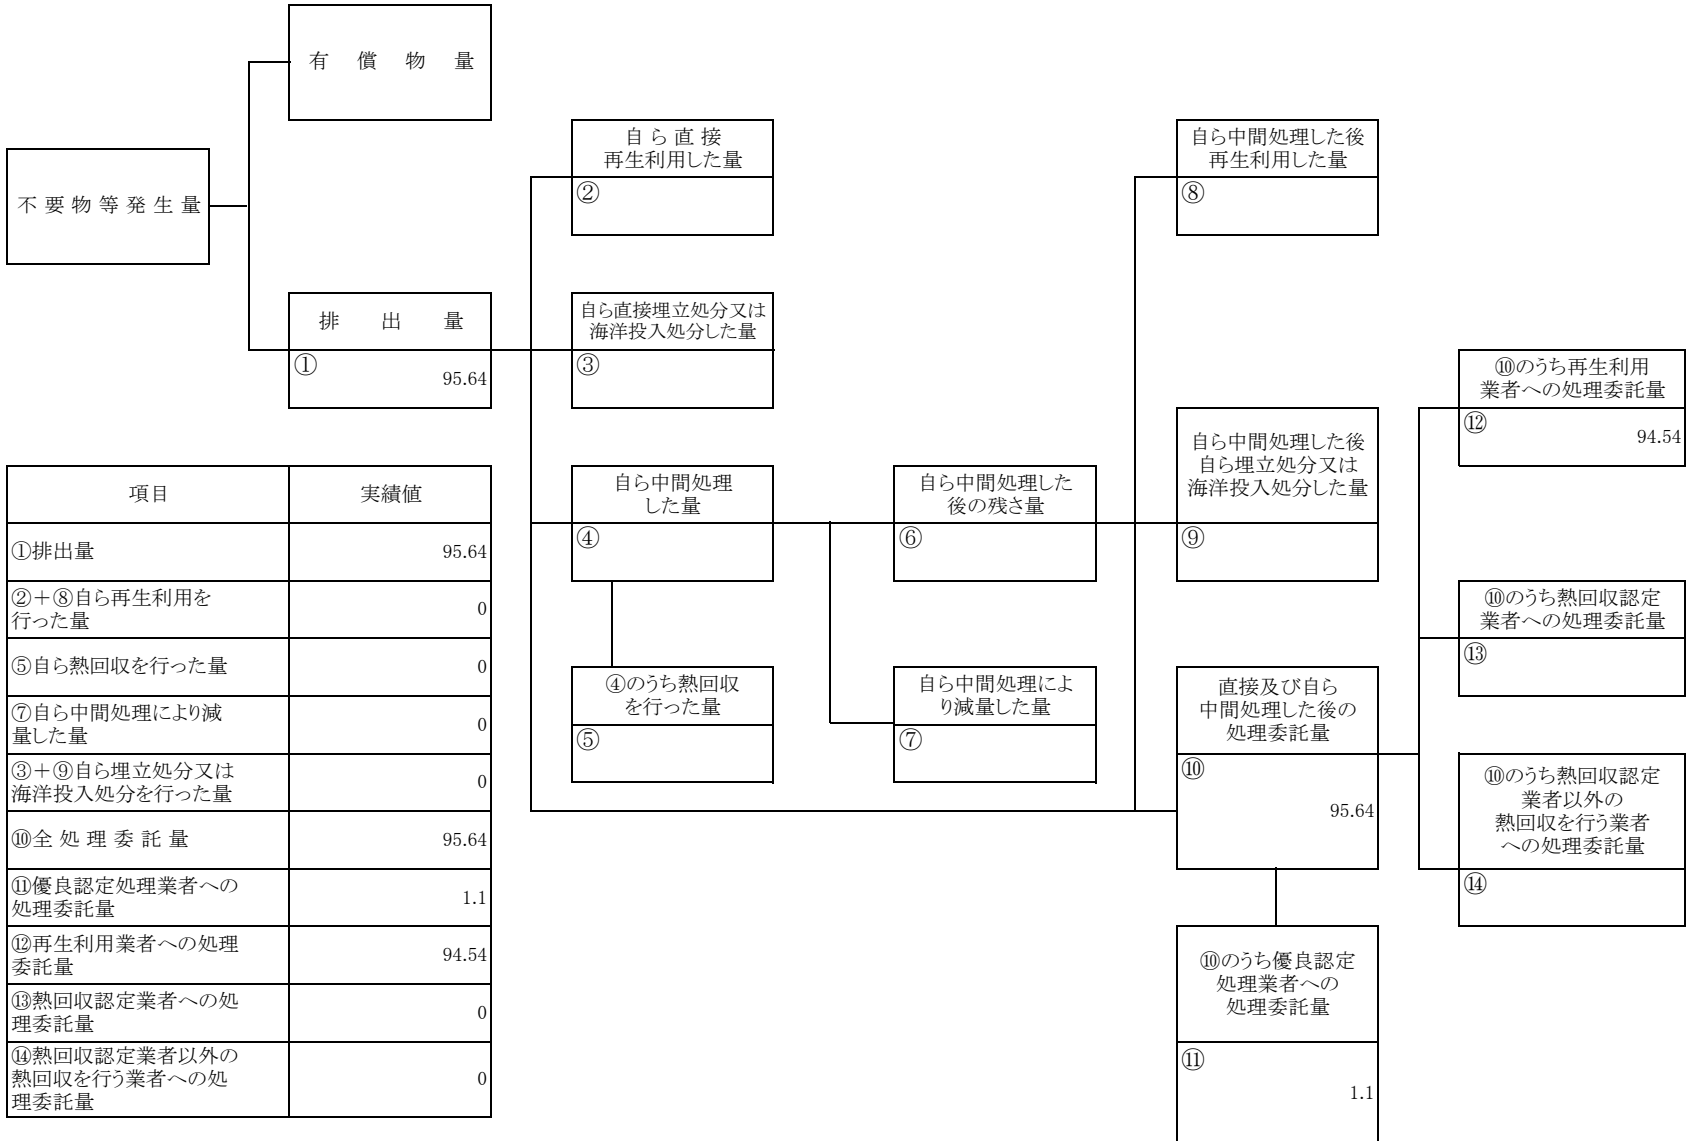 有償物量
不要物等発生量
排出量
①
95.64
自ら直接
再生利用した量
②
自ら直接埋立処分又は
海洋投入処分した量
③
自ら中間処理
した量
④
④のうち熱回収
を行った量
⑤
自ら中間処理した
後の残さ量
⑥
自ら中間処理によ
り減量した量
⑦
自ら中間処理した後
再生利用した量
⑧
自ら中間処理した後
自ら埋立処分又は
海洋投入処分した量
⑨
直接及び自ら
中間処理した後の
処理委託量
⑩
95.64
⑩のうち優良認定
処理業者への
処理委託量
⑪
1.1
⑩のうち再生利用
業者への処理委託量
⑫
94.54
⑩のうち熱回収認定
業者への処理委託量
⑬
⑩のうち熱回収認定
業者以外の
熱回収を行う業者
への処理委託量
⑭
項目 実績値
①排出量 95.64
②＋⑧自ら再生利用を
行った量 0
⑤自ら熱回収を行った量 0
⑦自ら中間処理により減
量した量 0
③＋⑨自ら埋立処分又は
海洋投入処分を行った量 0
⑩全処理委託量 95.64
⑪優良認定処理業者への
処理委託量 1.1
⑫再生利用業者への処理
委託量 94.54
⑬熱回収認定業者への処
理委託量 0
⑭熱回収認定業者以外の
熱回収を行う業者への処
理委託量 0